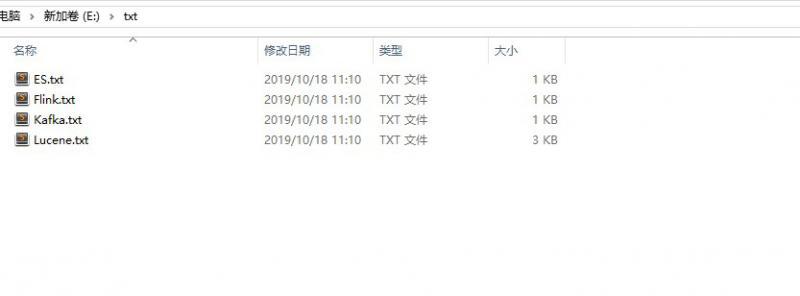 电脑 > 新加卷 (E:) > txt
名称 修改日期 类型 大小
ES.txt 2019/10/18 11:10 TXT 文件 1 KB
Flink.txt 2019/10/18 11:10 TXT 文件 1 KB
Kafka.txt 2019/10/18 11:10 TXT 文件 1 KB
Lucene.txt 2019/10/18 11:10 TXT 文件 3 KB